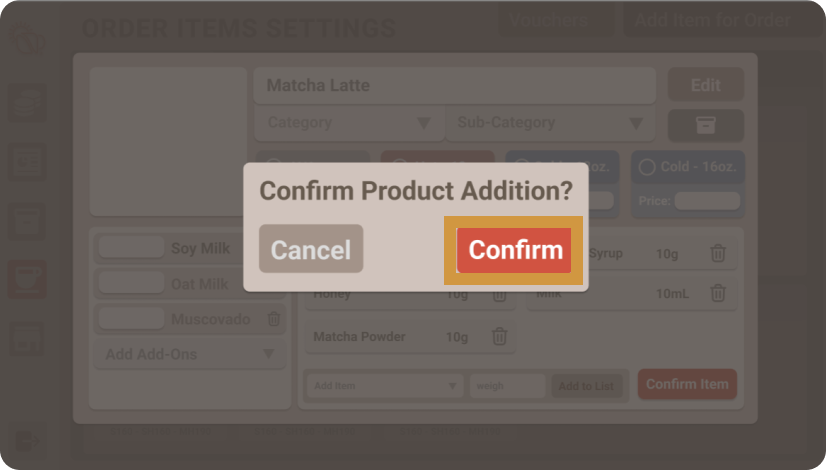 ORDER ITEMS SETTINGS
Vouchers
Add Item for Order
Matcha Latte
Edit
Category
Sub-Category
oz.
Cold - 16oz.
Price:
Confirm Product Addition?
Cancel
Confirm
Soy Milk
Syrup
10g
Oat Milk
Honey
10g
Milk
10mL
Muscovado
Matcha Powder
10g
Add Add-Ons
Add Item
weigh
Add to List
Confirm Item